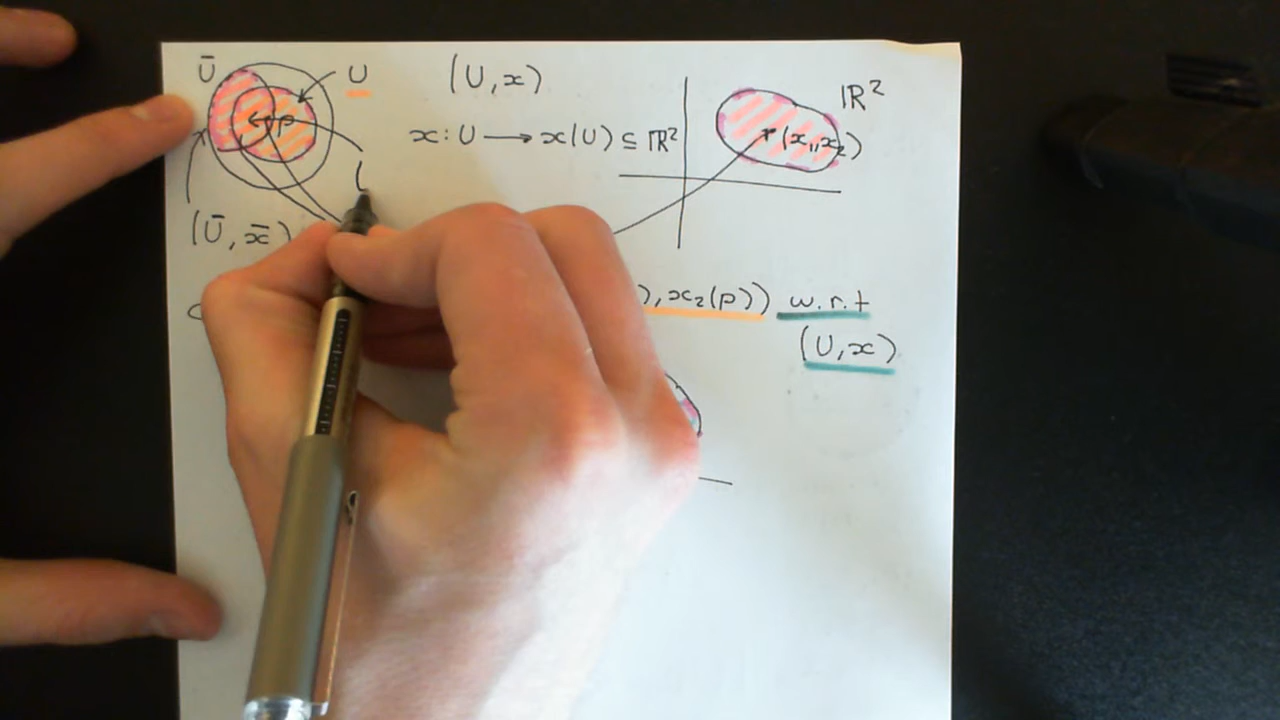 Ū U (U, x) ℝ²
p x : U ⟶ x(U) ⊆ ℝ² (x₁, x₂)
(Ū, x̄)
), x₂(p)) w.r.t
(U, x)